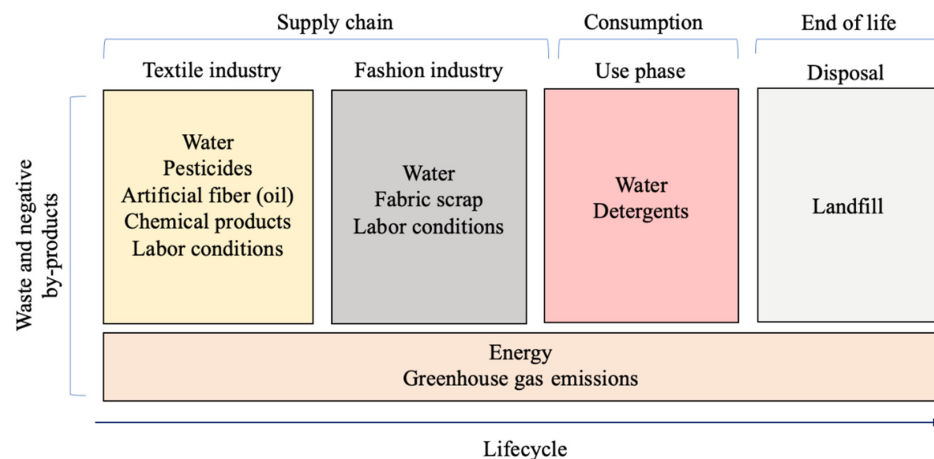 Supply chain
Consumption
End of life
Textile industry
Fashion industry
Use phase
Disposal
Waste and negative
by-products
Water
Pesticides
Artificial fiber (oil)
Chemical products
Labor conditions
Water
Fabric scrap
Labor conditions
Water
Detergents
Landfill
Energy
Greenhouse gas emissions
Lifecycle